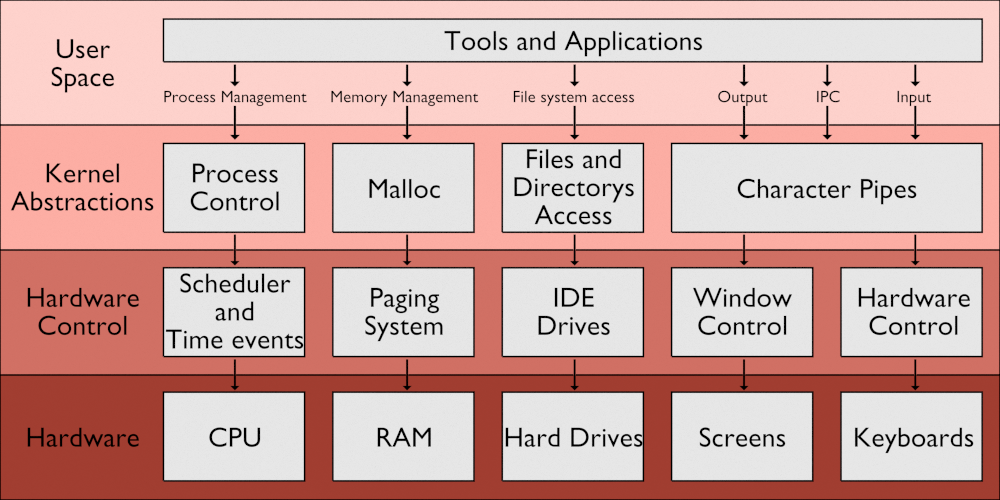 User
Space
Tools and Applications
Process Management
Memory Management
File system access
Output
IPC
Input
Kernel
Abstractions
Process
Control
Malloc
Files and
Directorys
Access
Character Pipes
Hardware
Control
Scheduler
and
Time events
Paging
System
IDE
Drives
Window
Control
Hardware
Control
Hardware
CPU
RAM
Hard Drives
Screens
Keyboards